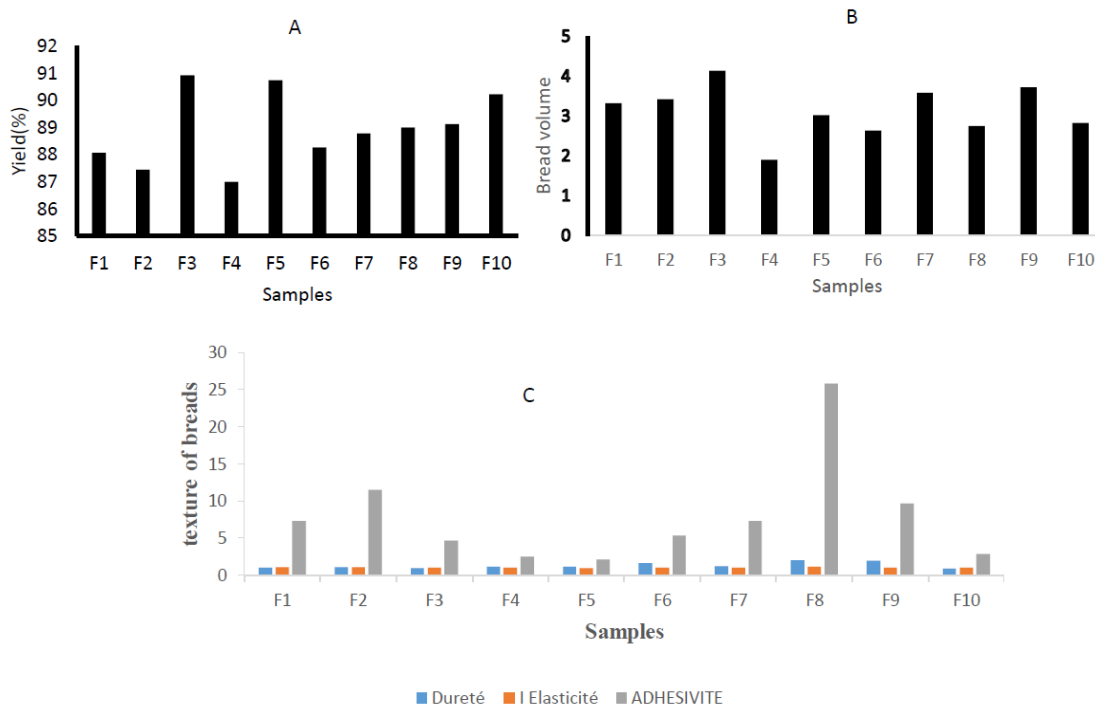 A
92
91
90
89
88
87
86
85
Yield(%)
F1 F2 F3 F4 F5 F6 F7 F8 F9 F10
Samples
B
5
4
3
2
1
0
Bread volume
F1 F2 F3 F4 F5 F6 F7 F8 F9 F10
Samples
C
30
25
20
15
10
5
0
texture of breads
F1 F2 F3 F4 F5 F6 F7 F8 F9 F10
Samples
Dureté I Elasticité ADHESIVITE